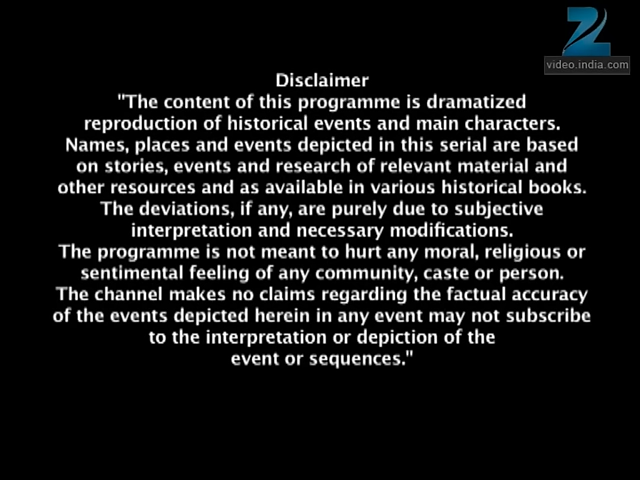 video.india.com
Disclaimer
"The content of this programme is dramatized
reproduction of historical events and main characters.
Names, places and events depicted in this serial are based
on stories, events and research of relevant material and
other resources and as available in various historical books.
The deviations, if any, are purely due to subjective
interpretation and necessary modifications.
The programme is not meant to hurt any moral, religious or
sentimental feeling of any community, caste or person.
The channel makes no claims regarding the factual accuracy
of the events depicted herein in any event may not subscribe
to the interpretation or depiction of the
event or sequences."